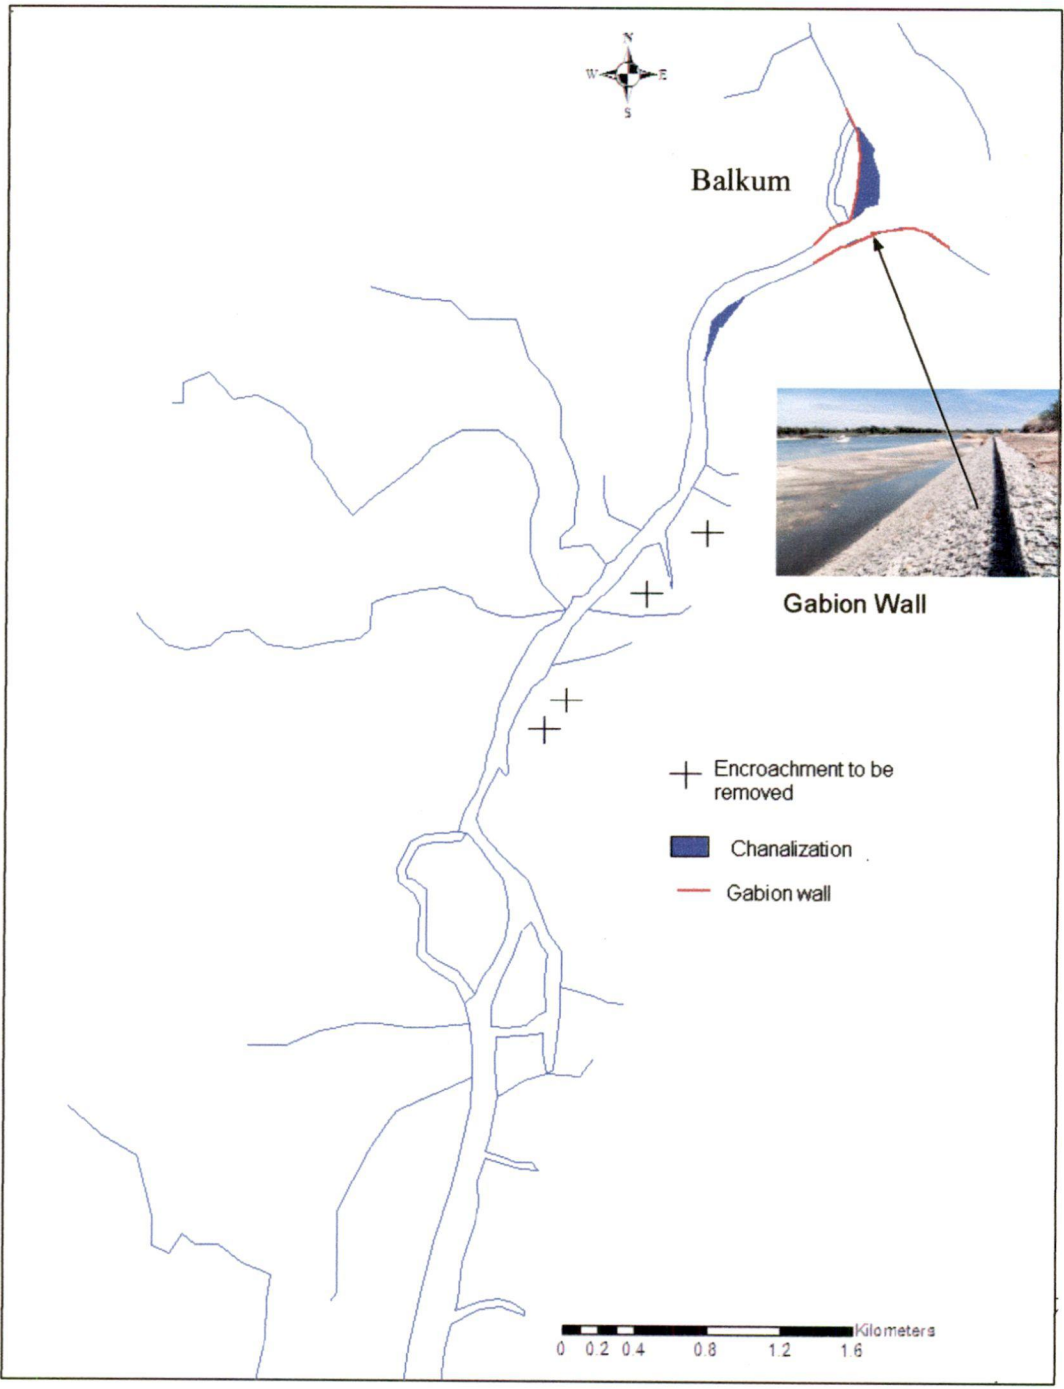 N
W E
S
Balkum
Gabion Wall
Encroachment to be
removed
Chanalization
Gabion wall
Kilometers
0 0.2 0.4 0.8 1.2 1.6